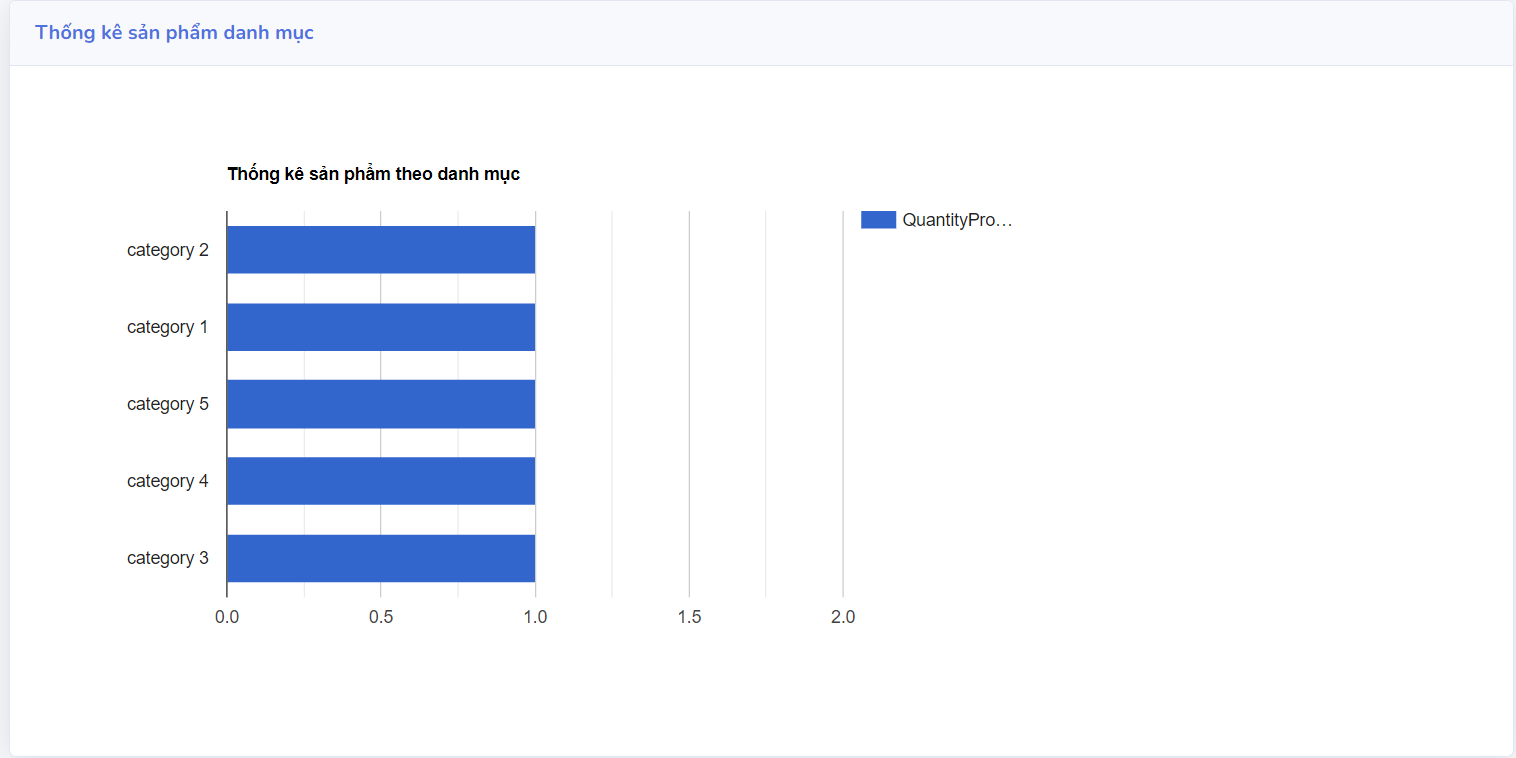 Thống kê sản phẩm danh mục
Thống kê sản phẩm theo danh mục
QuantityPro…
category 2
category 1
category 5
category 4
category 3
0.0 0.5 1.0 1.5 2.0